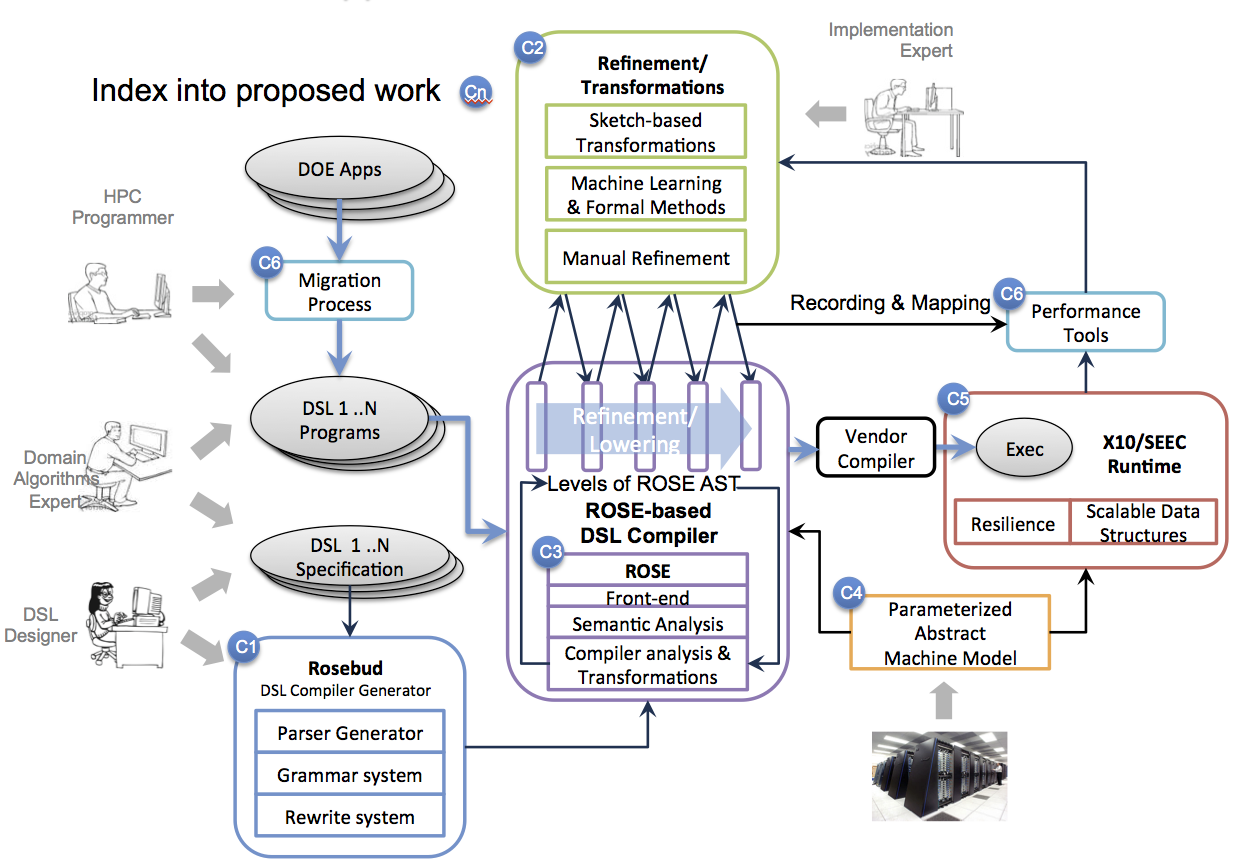 Implementation
Expert
C2
Refinement/
Transformations
Sketch-based
Transformations
Machine Learning
& Formal Methods
Manual Refinement
Index into proposed work
Cn
DOE Apps
HPC
Programmer
C6
Migration
Process
DSL 1 ..N
Programs
Domain
Algorithms
Expert
DSL 1 ..N
Specification
DSL
Designer
C1
Rosebud
DSL Compiler Generator
Parser Generator
Grammar system
Rewrite system
Recording & Mapping
C6
Performance
Tools
Refinement/
Lowering
Levels of ROSE AST
ROSE-based
DSL Compiler
C3
ROSE
Front-end
Semantic Analysis
Compiler analysis &
Transformations
Vendor
Compiler
C5
Exec
X10/SEEC
Runtime
Resilience
Scalable Data
Structures
C4
Parameterized
Abstract
Machine Model